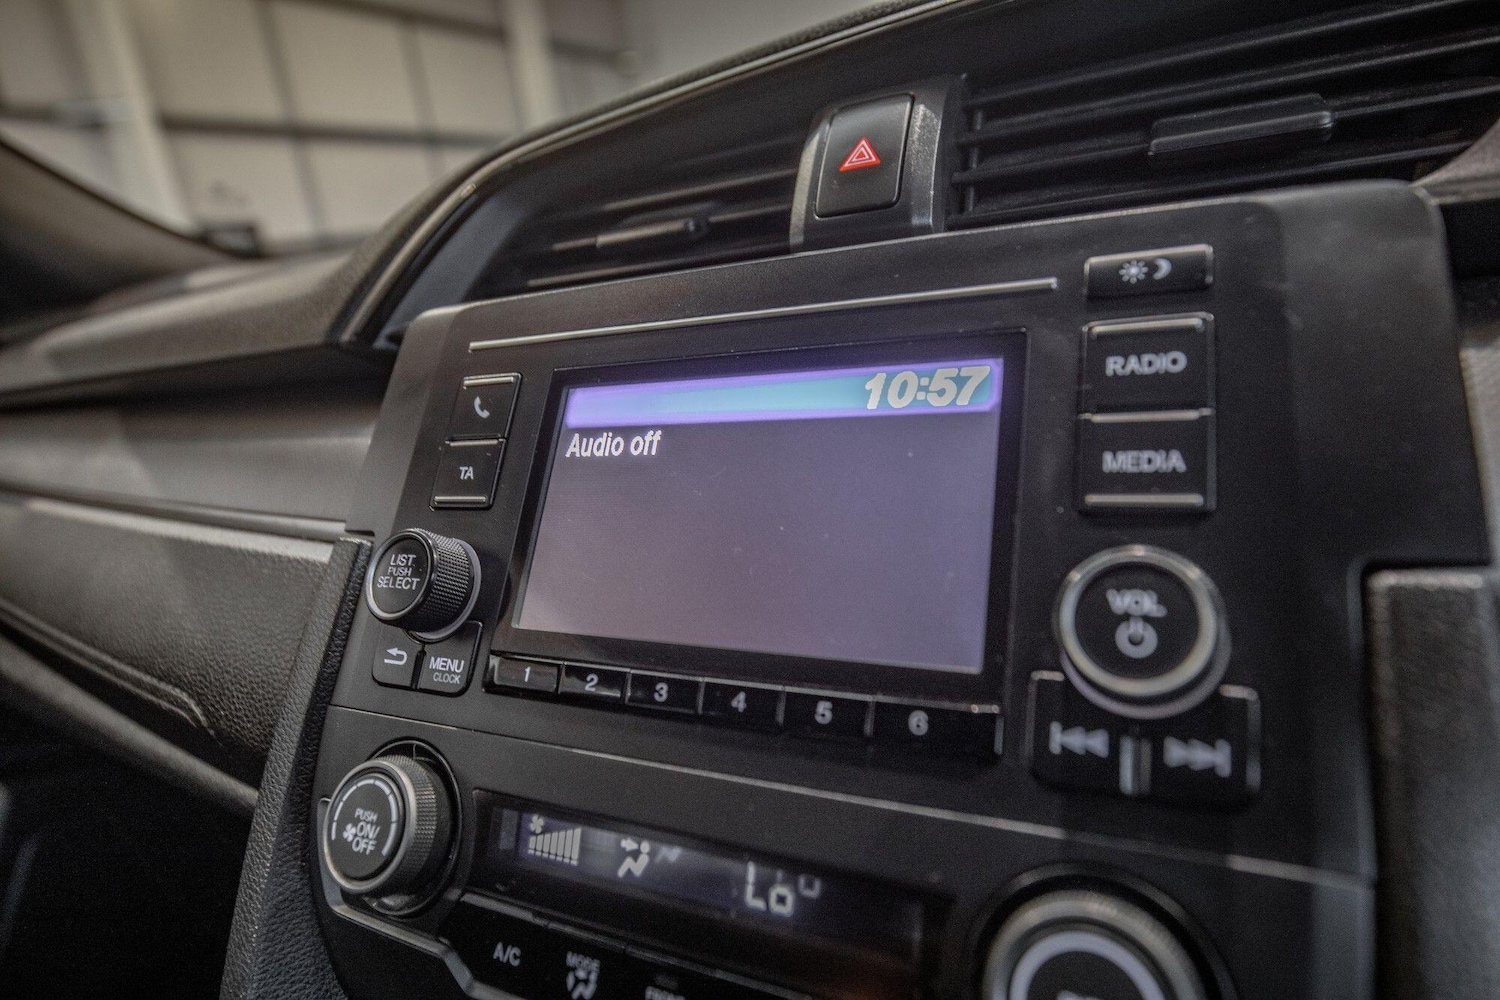 10:57
Audio off
RADIO
MEDIA
TA
LIST
PUSH
SELECT
MENU
CLOCK
1
2
3
4
5
6
VOL
PUSH
ON/
OFF
Lo
A/C
MODE